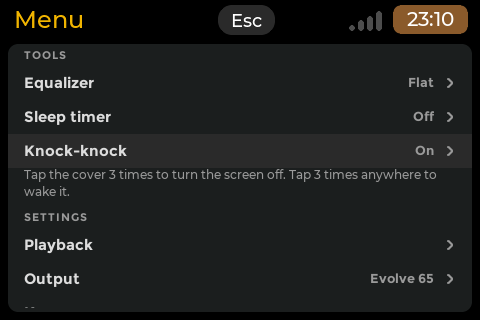 Menu
Esc
23:10
TOOLS
Equalizer Flat
Sleep timer Off
Knock-knock On
Tap the cover 3 times to turn the screen off. Tap 3 times anywhere to
wake it.
SETTINGS
Playback
Output Evolve 65